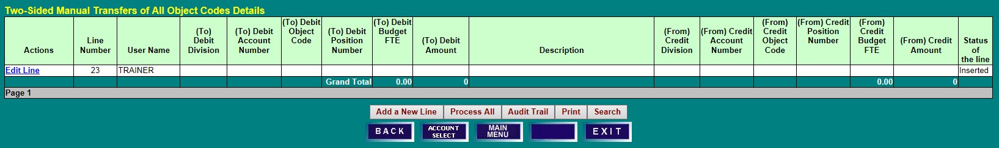 Two-Sided Manual Transfers of All Object Codes Details
Actions
Line
Number
User Name
(To)
Debit
Division
(To) Debit
Account
Number
(To) Debit
Object
Code
(To) Debit
Position
Number
(To) Debit
Budget
FTE
(To) Debit
Amount
Description
(From)
Credit
Division
(From) Credit
Account
Number
(From)
Credit
Object
Code
(From) Credit
Position
Number
(From)
Credit
Budget
FTE
(From) Credit
Amount
Status
of
the line
Edit Line 23 TRAINER Inserted
Grand Total 0.00 0 0.00 0
Page 1
Add a New Line Process All Audit Trail Print Search
BACK
ACCOUNT
SELECT
MAIN
MENU
EXIT